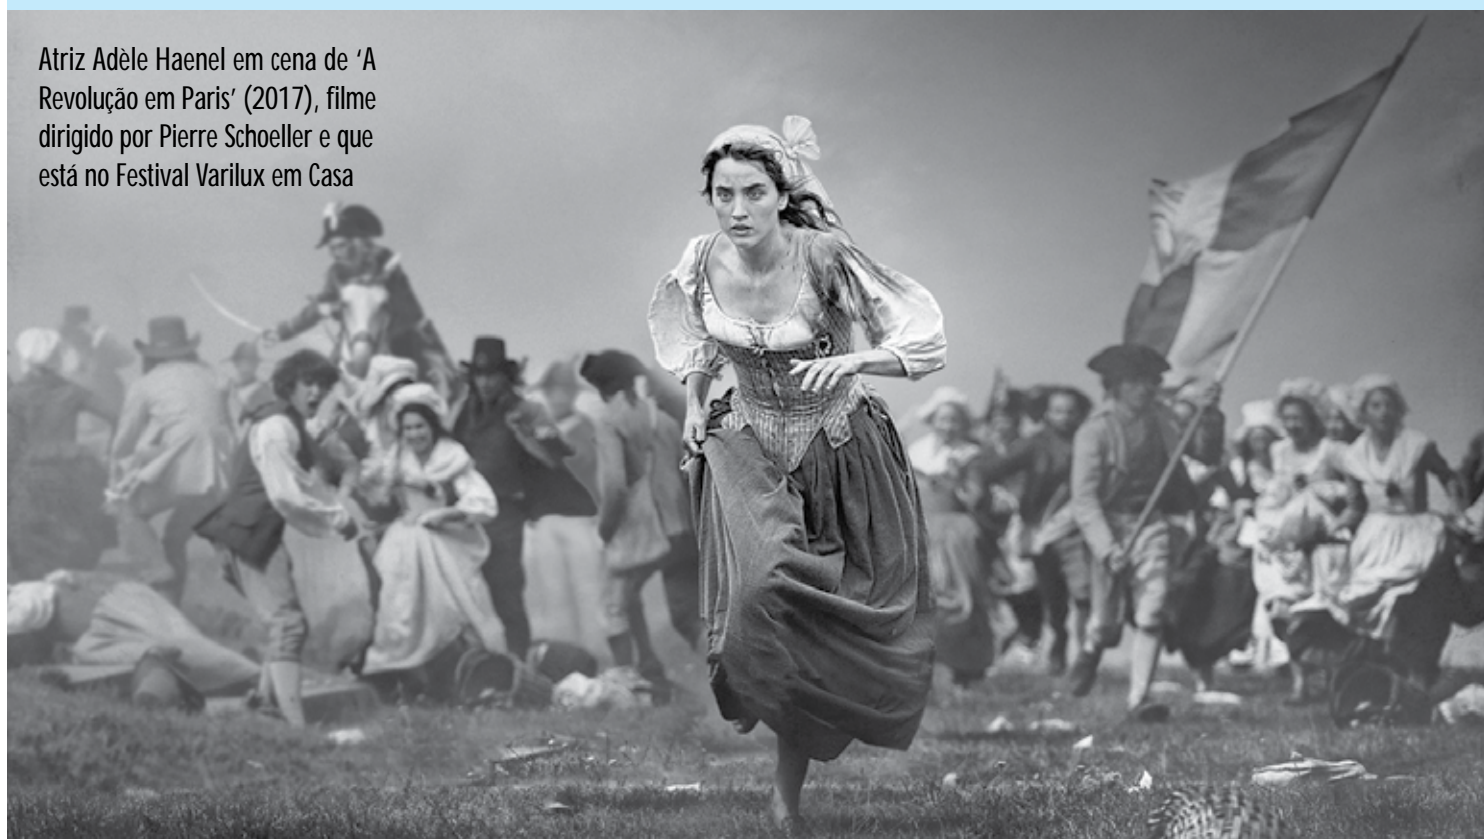 Atriz Adèle Haenel em cena de ‘A
Revolução em Paris’ (2017), filme
dirigido por Pierre Schoeller e que
está no Festival Varilux em Casa